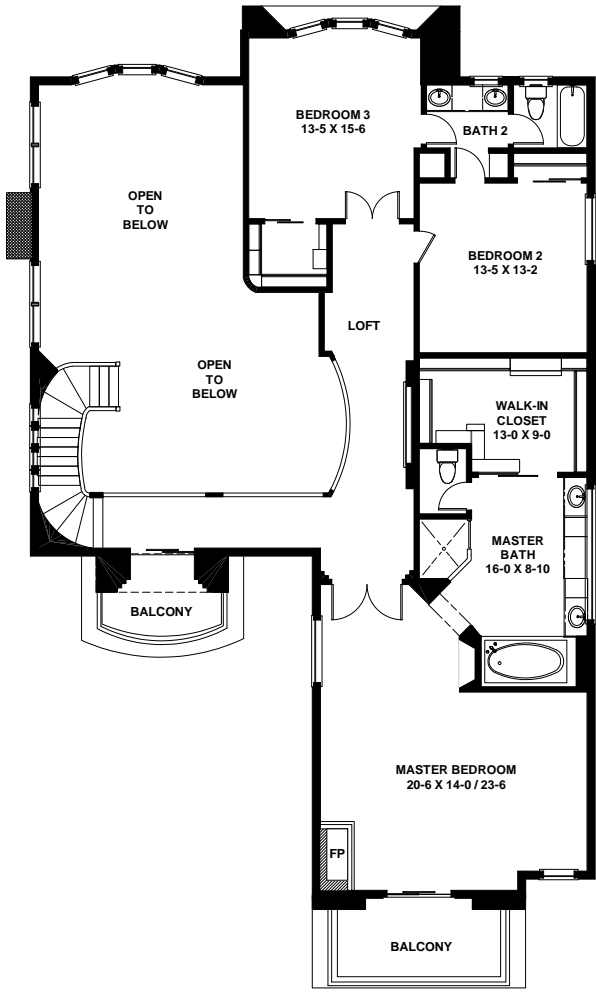 BEDROOM 3
13-5 X 15-6
BATH 2
OPEN
TO
BELOW
BEDROOM 2
13-5 X 13-2
LOFT
OPEN
TO
BELOW
WALK-IN
CLOSET
13-0 X 9-0
MASTER
BATH
16-0 X 8-10
BALCONY
MASTER BEDROOM
20-6 X 14-0 / 23-6
FP
BALCONY